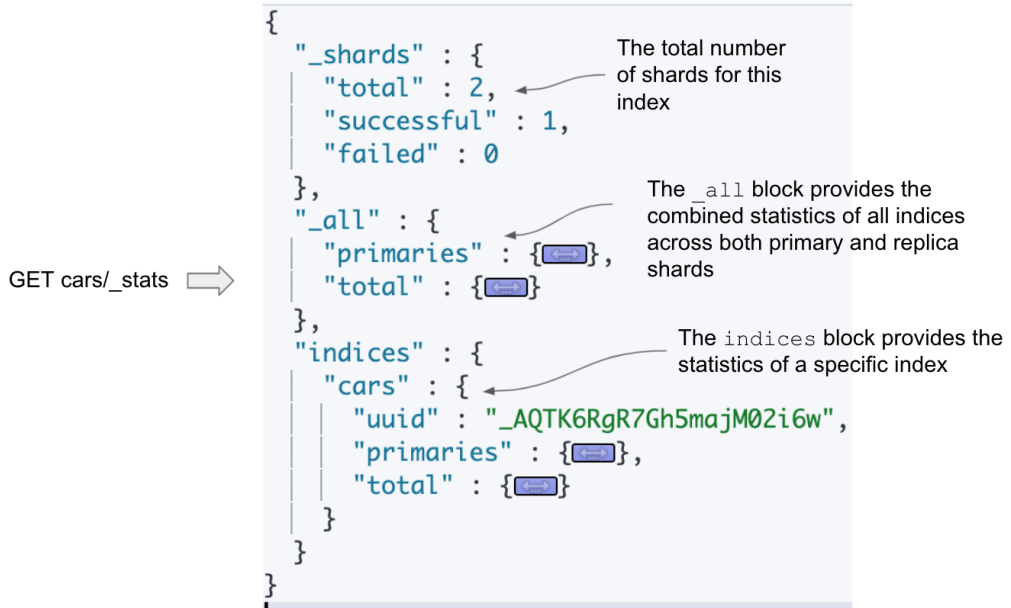 {
"_shards" : {
"total" : 2,
"successful" : 1,
"failed" : 0
},
"_all" : {
"primaries" : {},
"total" : {}
},
"indices" : {
"cars" : {
"uuid" : "_AQTK6RgR7Gh5majM02i6w",
"primaries" : {},
"total" : {}
}
}
}
GET cars/_stats
The total number
of shards for this
index
The _all block provides the
combined statistics of all indices
across both primary and replica
shards
The indices block provides the
statistics of a specific index